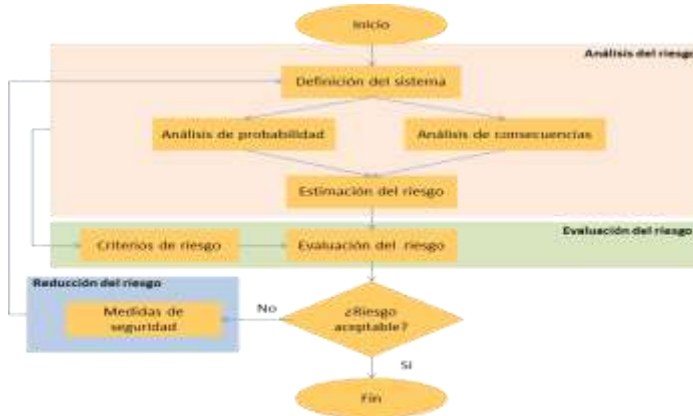 Inicio
Análisis del riesgo
Definición del sistema
Análisis de probabilidad
Análisis de consecuencias
Estimación del riesgo
Evaluación del riesgo
Criterios de riesgo
Evaluación del riesgo
Reducción del riesgo
Medidas de
seguridad
No
¿Riesgo
aceptable?
Si
Fin